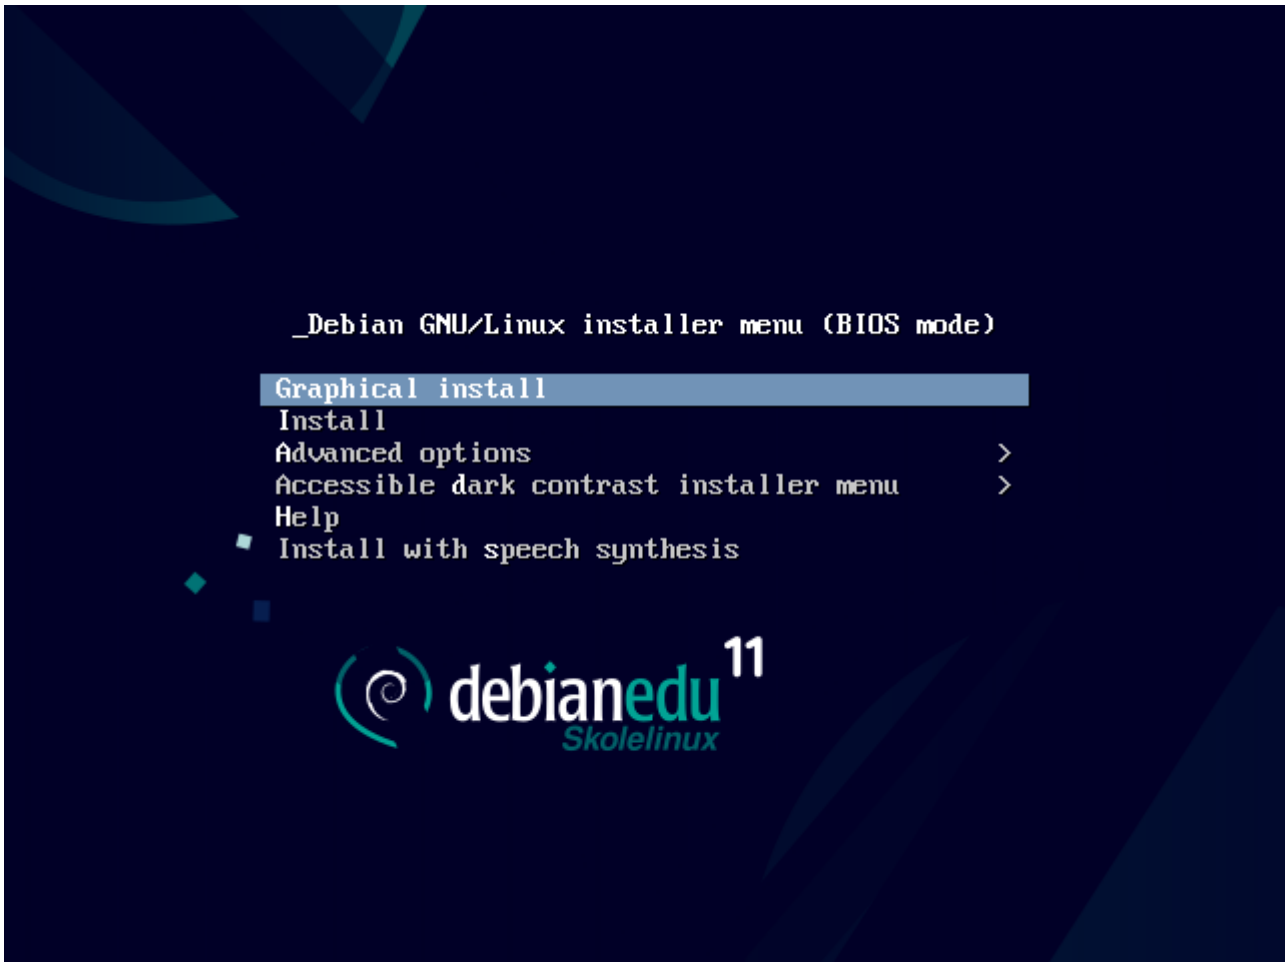 _Debian GNU/Linux installer menu (BIOS mode)
Graphical install
Install
Advanced options >
Accessible dark contrast installer menu >
Help
Install with speech synthesis
debianedu 11
Skolelinux